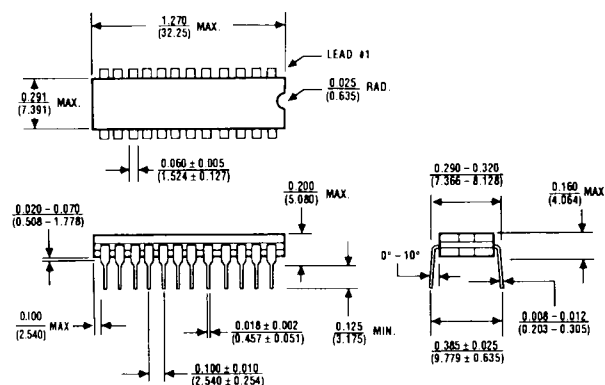 1.270
(32.25) MAX.
LEAD #1
0.025
(0.635) RAD.
0.291
(7.391) MAX.
0.060 ± 0.005
(1.524 ± 0.127)
0.290 – 0.320
(7.366 – 8.128)
0.160
(4.064) MAX
0.200
(5.080) MAX.
0.020 – 0.070
(0.508 – 1.778)
0° – 10°
0.100
(2.540) MAX
0.018 ± 0.002
(0.457 ± 0.051)
0.125
(3.175) MIN.
0.008 – 0.012
(0.203 – 0.305)
0.100 ± 0.010
(2.540 ± 0.254)
0.385 ± 0.025
(9.779 ± 0.635)